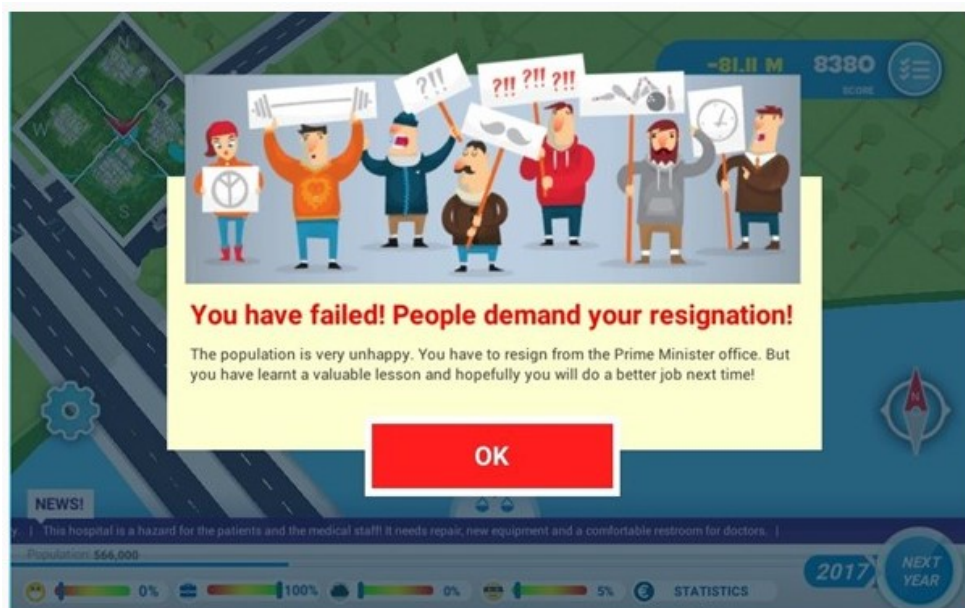 N
W
S
-81.11 M 8380
SCORE
?!!
?!! ?!! ?!!
You have failed! People demand your resignation!
The population is very unhappy. You have to resign from the Prime Minister office. But
you have learnt a valuable lesson and hopefully you will do a better job next time!
N
OK
NEWS!
y. | This hospital is a hazard for the patients and the medical staff! It needs repair, new equipment and a comfortable restroom for doctors. |
Population: 566,000
2017
NEXT
YEAR
0% 100% 0% 5% € STATISTICS